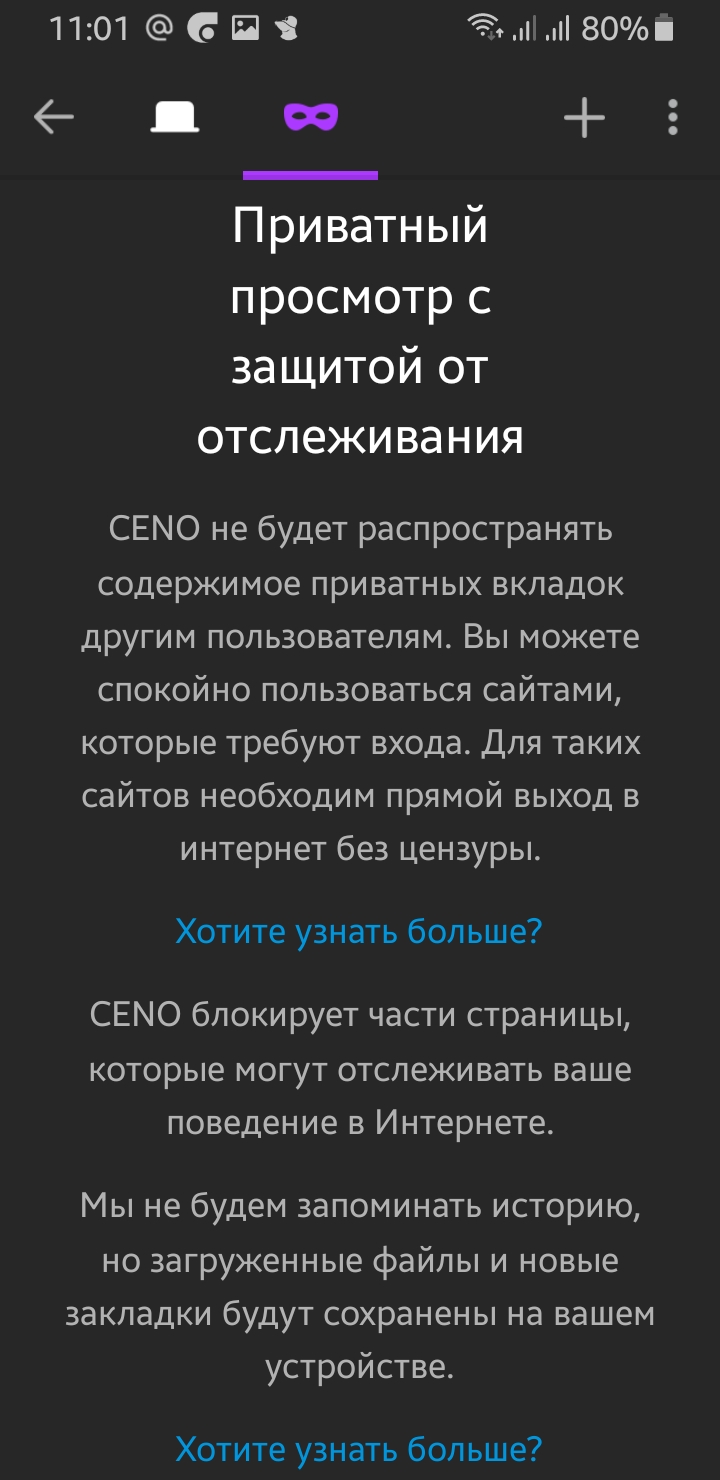 11:01
80%
Приватный
просмотр с
защитой от
отслеживания
CENO не будет распространять
содержимое приватных вкладок
другим пользователям. Вы можете
спокойно пользоваться сайтами,
которые требуют входа. Для таких
сайтов необходим прямой выход в
интернет без цензуры.
Хотите узнать больше?
CENO блокирует части страницы,
которые могут отслеживать ваше
поведение в Интернете.
Мы не будем запоминать историю,
но загруженные файлы и новые
закладки будут сохранены на вашем
устройстве.
Хотите узнать больше?